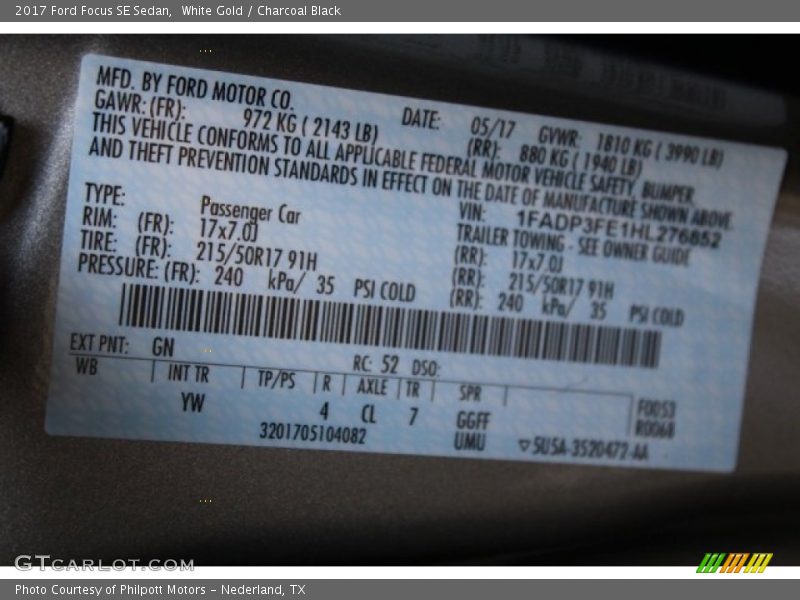 2017 Ford Focus SE Sedan, White Gold / Charcoal Black
MFD. BY FORD MOTOR CO.
DATE: 05/17 GVWR: 1810 KG ( 3990 LB)
GAWR: (FR): 972 KG ( 2143 LB) (RR): 880 KG ( 1940 LB)
THIS VEHICLE CONFORMS TO ALL APPLICABLE FEDERAL MOTOR VEHICLE SAFETY, BUMPER,
AND THEFT PREVENTION STANDARDS IN EFFECT ON THE DATE OF MANUFACTURE SHOWN ABOVE.
VIN: 1FADP3FE1HL276852
TYPE: Passenger Car TRAILER TOWING - SEE OWNER GUIDE
RIM: (FR): 17x7.0J (RR): 17x7.0J
TIRE: (FR): 215/50R17 91H (RR): 215/50R17 91H
PRESSURE: (FR): 240 kPa/ 35 PSI COLD (RR): 240 kPa/ 35 PSI COLD
EXT PNT: GN RC: 52 DSO:
WB INT TR TP/PS R AXLE TR SPR
YW 4 CL 7 GGFF F0053
3201705104082 UMU R0068
▽5U5A-3520472-AA
GTCARLOT.COM
Photo Courtesy of Philpott Motors - Nederland, TX